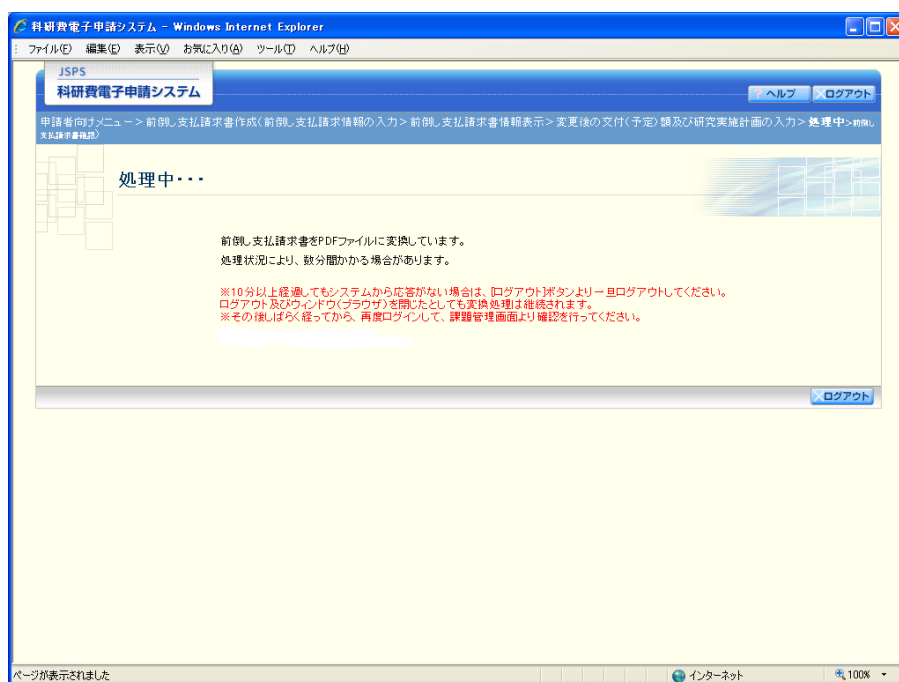 科研費電子申請システム - Windows Internet Explorer
ファイル(F) 編集(E) 表示(V) お気に入り(A) ツール(T) ヘルプ(H)
JSPS
科研費電子申請システム
? ヘルプ ×ログアウト
申請者向けメニュー>前倒し支払請求書作成(前倒し支払請求情報の入力>前倒し支払請求書情報表示>変更後の交付(予定)額及び研究実施計画の入力>処理中>前倒し
支払請求書確認)
処理中・・・
前倒し支払請求書をPDFファイルに変換しています。
処理状況により、数分間かかる場合があります。
※10分以上経過してもシステムから応答がない場合は、[ログアウト]ボタンより一旦ログアウトしてください。
ログアウト及びウィンドウ(ブラウザ)を閉じたとしても変換処理は継続されます。
※その後しばらく経ってから、再度ログインして、課題管理画面より確認を行ってください。
×ログアウト
ページが表示されました インターネット 100%